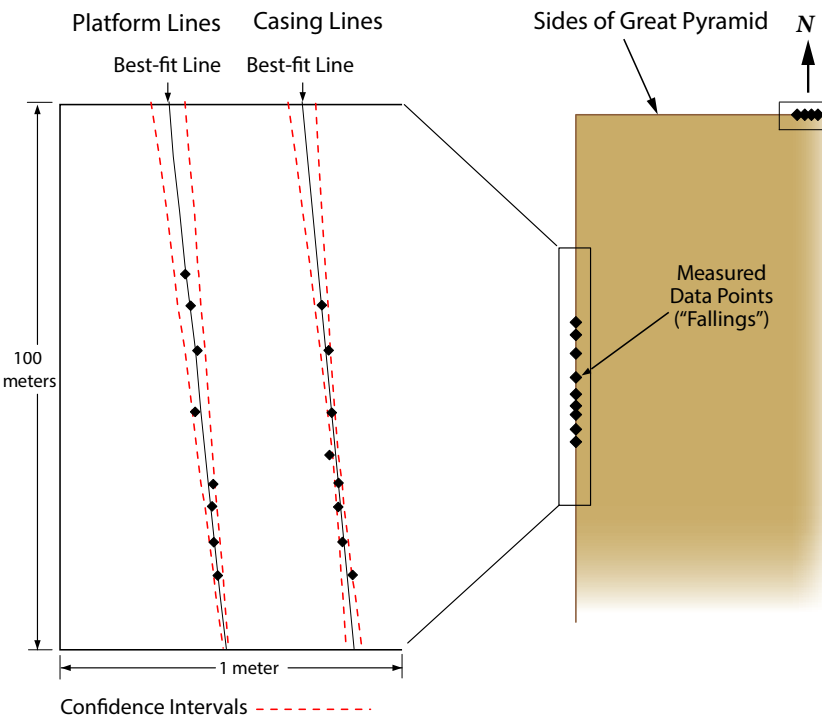 Platform Lines
Casing Lines
Best-fit Line
Best-fit Line
Sides of Great Pyramid
N
Measured
Data Points
(“Fallings”)
100
meters
1 meter
Confidence Intervals